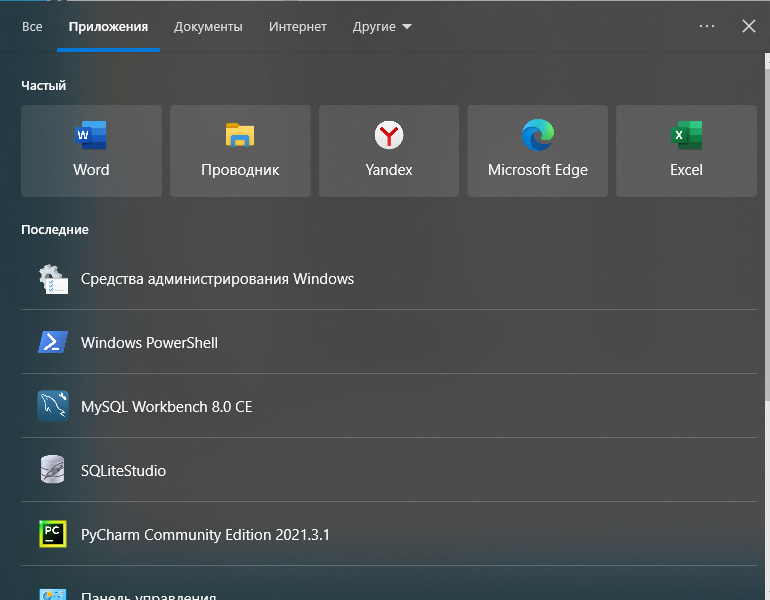 Все Приложения Документы Интернет Другие
Частый
Word Проводник Yandex Microsoft Edge Excel
Последние
Средства администрирования Windows
Windows PowerShell
MySQL Workbench 8.0 CE
SQLiteStudio
PyCharm Community Edition 2021.3.1
Панель управления